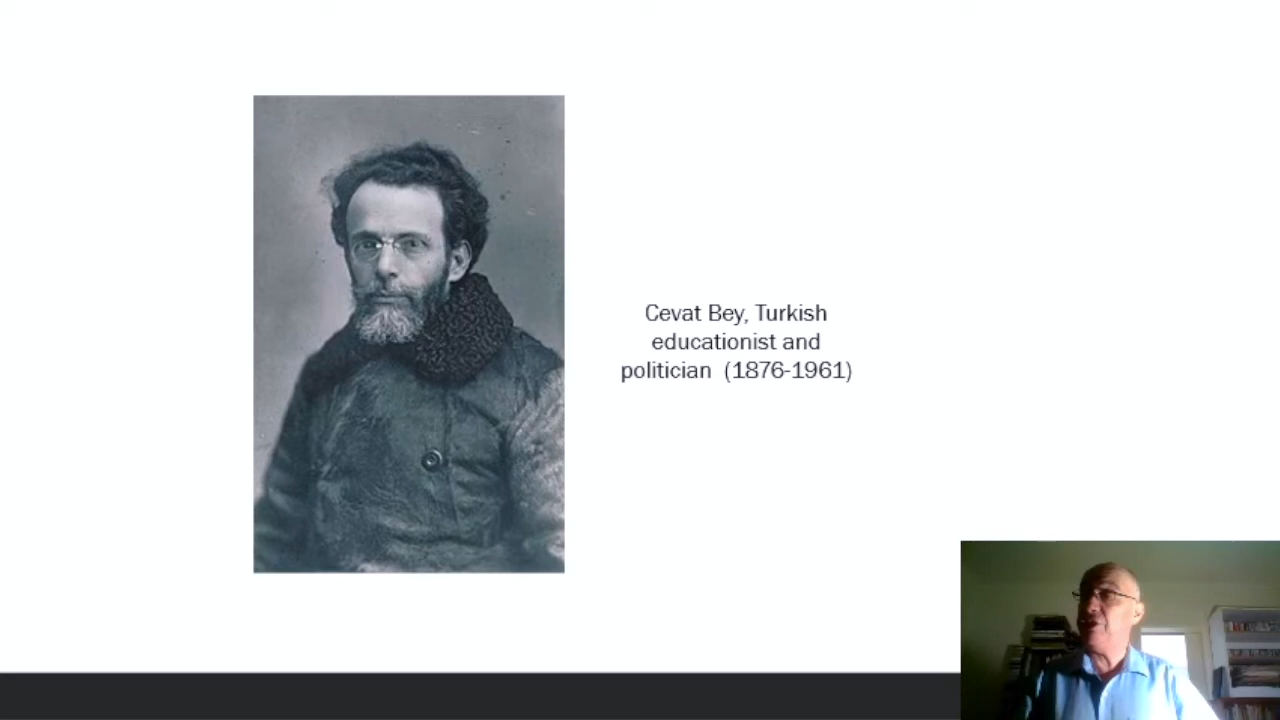 Cevat Bey, Turkish
educationist and
politician (1876-1961)